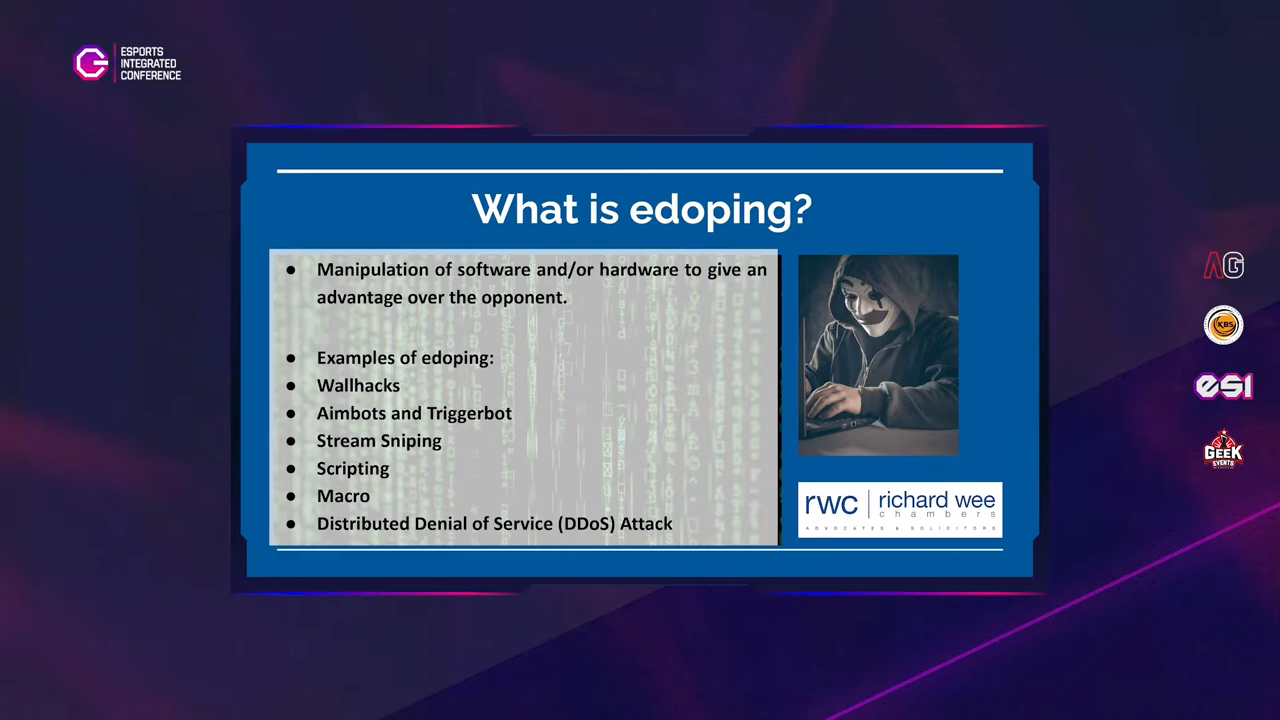 ESPORTS
INTEGRATED
CONFERENCE
What is edoping?
● Manipulation of software and/or hardware to give an
advantage over the opponent.
● Examples of edoping:
● Wallhacks
● Aimbots and Triggerbot
● Stream Sniping
● Scripting
● Macro
● Distributed Denial of Service (DDoS) Attack
rwc richard wee
chambers
ADVOCATES & SOLICITORS
AG
KBS
esi
GEEK
EVENTS